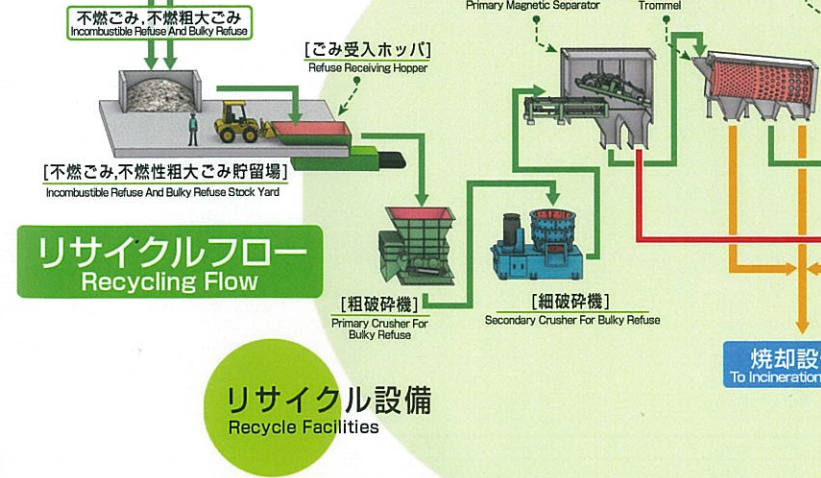 Primary Magnetic Separator
Trommel
不燃ごみ,不燃粗大ごみ
Incombustible Refuse And Bulky Refuse
[ごみ受入ホッパ]
Refuse Receiving Hopper
[不燃ごみ,不燃性粗大ごみ貯留場]
Incombustible Refuse And Bulky Refuse Stock Yard
リサイクルフロー
Recycling Flow
[粗破砕機]
Primary Crusher For
Bulky Refuse
[細破砕機]
Secondary Crusher For Bulky Refuse
焼却設
To Incineration
リサイクル設備
Recycle Facilities